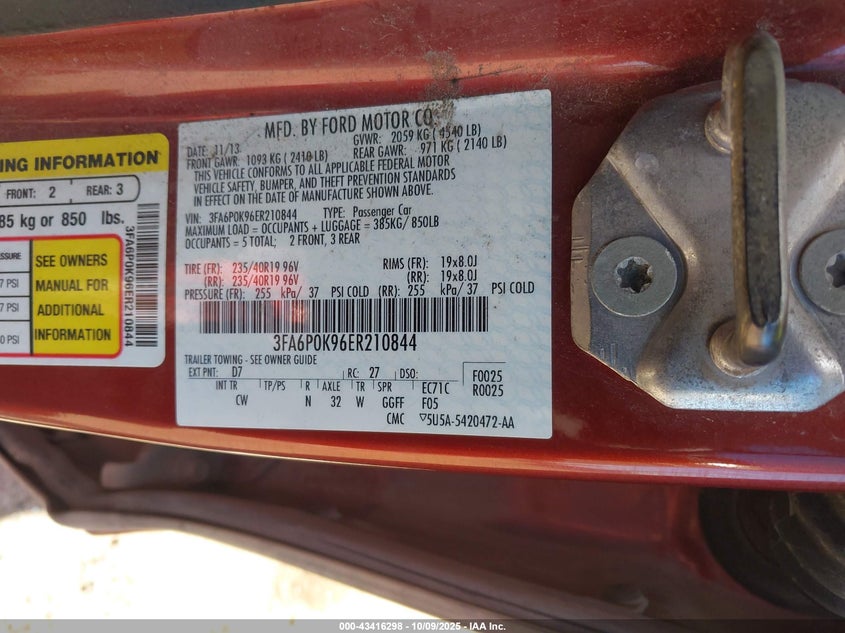 NG INFORMATION
FRONT: 2 REAR: 3
85 kg or 850 lbs.
SEE OWNERS
MANUAL FOR
ADDITIONAL
INFORMATION
7 PSI
7 PSI
0 PSI
3FA6P0K96ER210844
MFD. BY FORD MOTOR CO.
DATE: 11/13 GVWR: 2059 KG (4540 LB)
FRONT GAWR: 1093 KG (2410 LB) REAR GAWR: 971 KG (2140 LB)
THIS VEHICLE CONFORMS TO ALL APPLICABLE FEDERAL MOTOR
VEHICLE SAFETY, BUMPER, AND THEFT PREVENTION STANDARDS
IN EFFECT ON THE DATE OF MANUFACTURE SHOWN ABOVE.
VIN: 3FA6P0K96ER210844 TYPE: Passenger Car
MAXIMUM LOAD = OCCUPANTS + LUGGAGE = 385KG/850LB
OCCUPANTS = 5 TOTAL; 2 FRONT, 3 REAR
TIRE (FR): 235/40R19 96V RIMS (FR): 19x8.0J
(RR): 235/40R19 96V (RR): 19x8.0J
PRESSURE (FR): 255 kPa/ 37 PSI COLD (RR): 255 kPa/ 37 PSI COLD
3FA6P0K96ER210844
TRAILER TOWING - SEE OWNER GUIDE
EXT PNT: D7 RC: 27 DSO: F0025
R0025
INT TR TP/PS R AXLE TR SPR EC71C
CW N 32 W GGFF F05
CMC ▽5U5A-5420472-AA
000-43416298 - 10/09/2025 - IAA Inc.